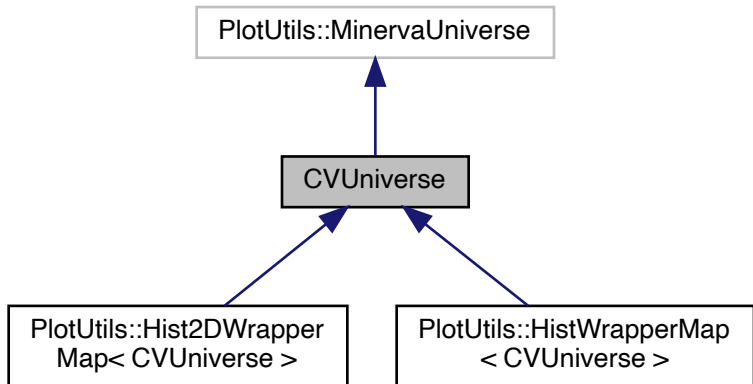 PlotUtils::MinervaUniverse
CVUniverse
PlotUtils::Hist2DWrapper
Map< CVUniverse >
PlotUtils::HistWrapperMap
< CVUniverse >